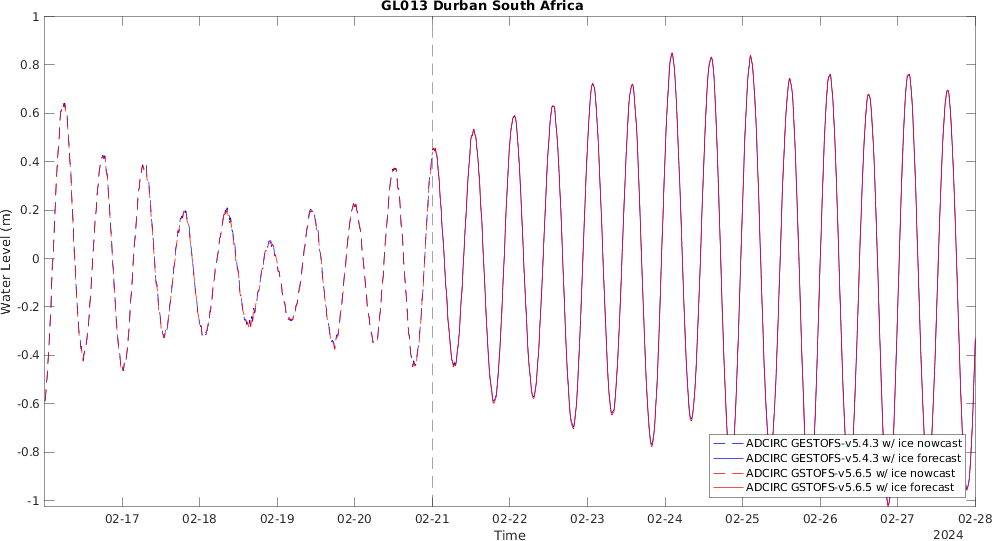 GL013 Durban South Africa
Water Level (m)
1
0.8
0.6
0.4
0.2
0
-0.2
-0.4
-0.6
-0.8
-1
ADCIRC GESTOFS-v5.4.3 w/ ice nowcast
ADCIRC GESTOFS-v5.4.3 w/ ice forecast
ADCIRC GSTOFS-v5.6.5 w/ ice nowcast
ADCIRC GSTOFS-v5.6.5 w/ ice forecast
02-17 02-18 02-19 02-20 02-21 02-22 02-23 02-24 02-25 02-26 02-27 02-28
Time
2024